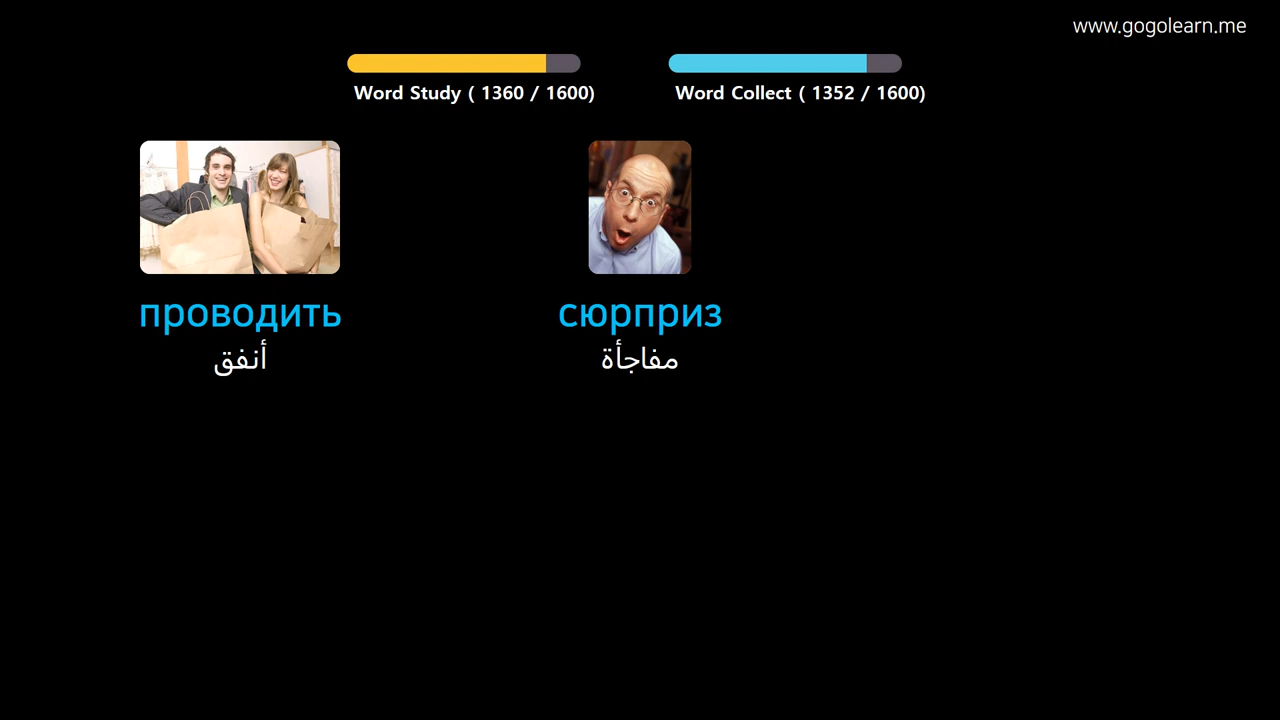 www.gogolearn.me
Word Study ( 1360 / 1600)
Word Collect ( 1352 / 1600)
проводить
أنفق
сюрприз
مفاجأة